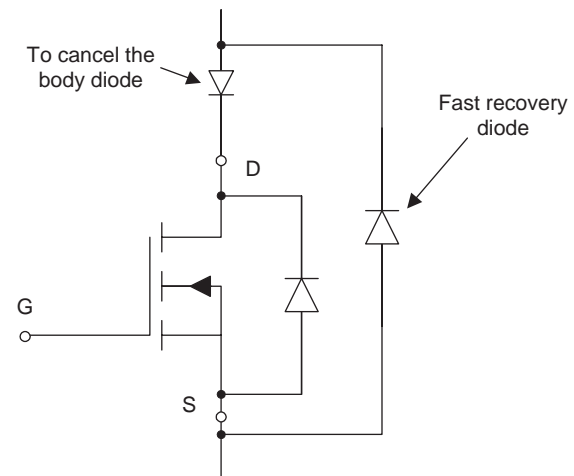 To cancel the
body diode
Fast recovery
diode
D
G
S